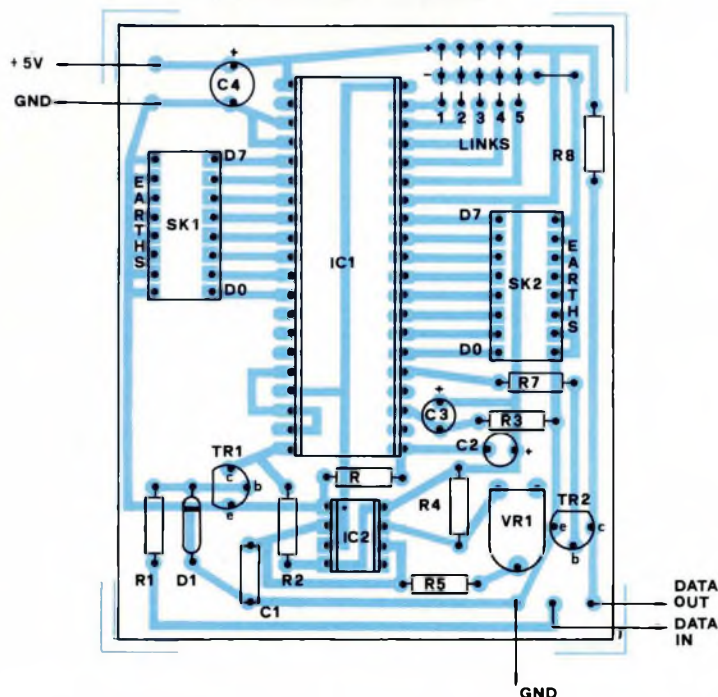 + 5V
GND
+
C4
+
-
1 2 3 4 5
LINKS
R8
D7
EARTHS
SK1
D0
IC1
D7
SK2
EARTHS
D0
R7
+
C3
R3
C2
+
TR1
c
b
e
R
R4
VR1
TR2
e
c
b
IC2
R1
D1
C1
R2
R5
DATA
OUT
DATA
IN
GND